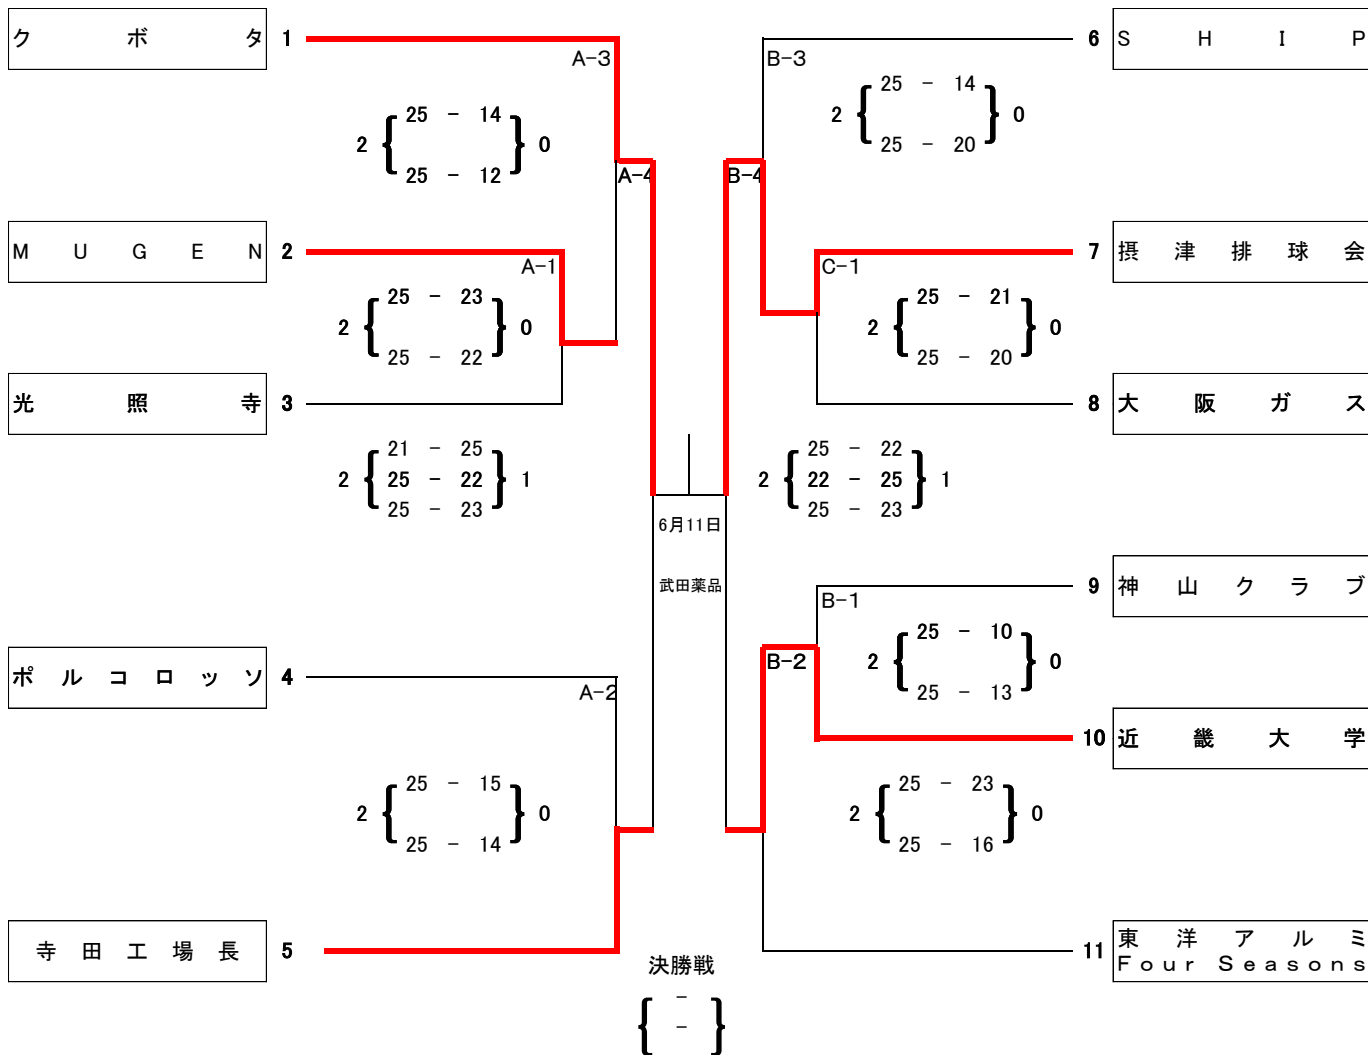 クボタ 1
A-3
25 - 14
2 { } 0
25 - 12
A-4
MUGEN 2
A-1
25 - 23
2 { } 0
25 - 22
光照寺 3
21 - 25
2 { 25 - 22 } 1
25 - 23
ポルコロッソ 4
A-2
25 - 15
2 { } 0
25 - 14
寺田工場長 5
6月11日
武田薬品
決勝戦
-
{ - }
6 SHIP
B-3
25 - 14
2 { } 0
25 - 20
B-4
7 摂津排球会
C-1
25 - 21
2 { } 0
25 - 20
8 大阪ガス
25 - 22
2 { 22 - 25 } 1
25 - 23
9 神山クラブ
B-1
25 - 10
2 { } 0
25 - 13
B-2
10 近畿大学
25 - 23
2 { } 0
25 - 16
11 東洋アルミ
Four Seasons